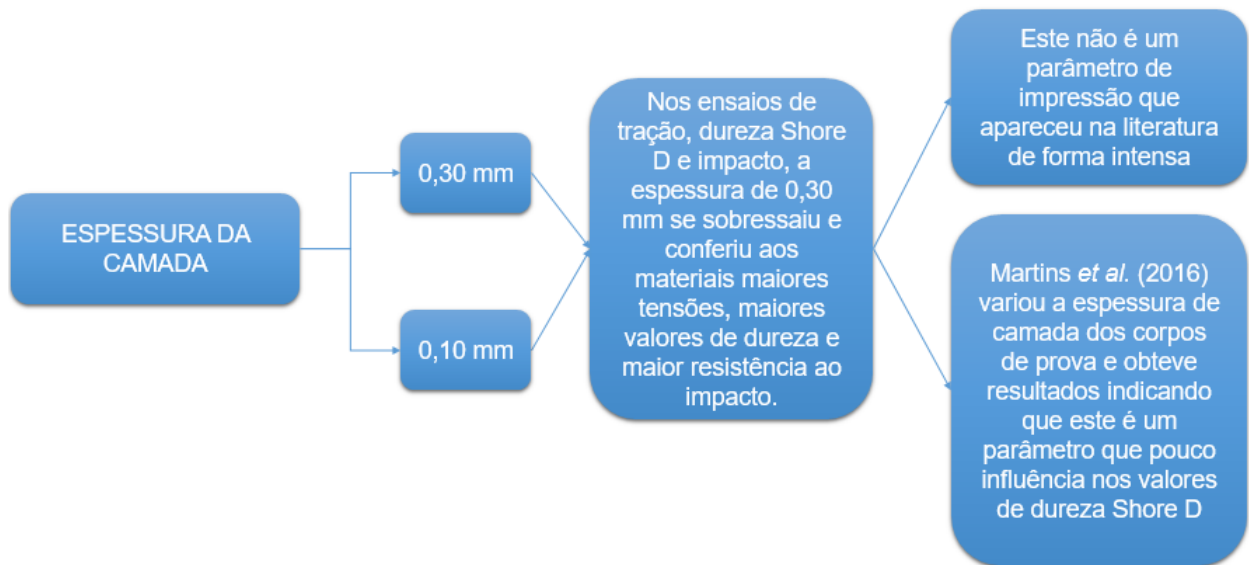 ESPESSURA DA
CAMADA
0,30 mm
0,10 mm
Nos ensaios de
tração, dureza Shore
D e impacto, a
espessura de 0,30
mm se sobressaiu e
conferiu aos
materiais maiores
tensões, maiores
valores de dureza e
maior resistência ao
impacto.
Este não é um
parâmetro de
impressão que
apareceu na literatura
de forma intensa
Martins et al. (2016)
variou a espessura de
camada dos corpos
de prova e obteve
resultados indicando
que este é um
parâmetro que pouco
influência nos valores
de dureza Shore D